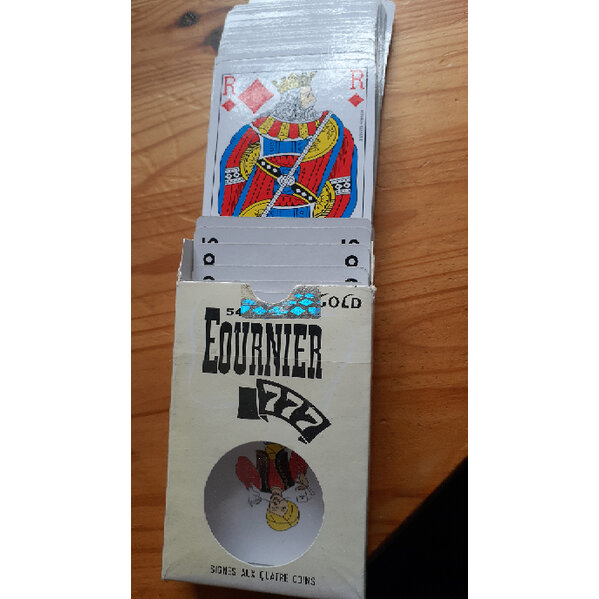 R R
54
GOLD
FOURNIER
777
SIGNES AUX QUATRE COINS